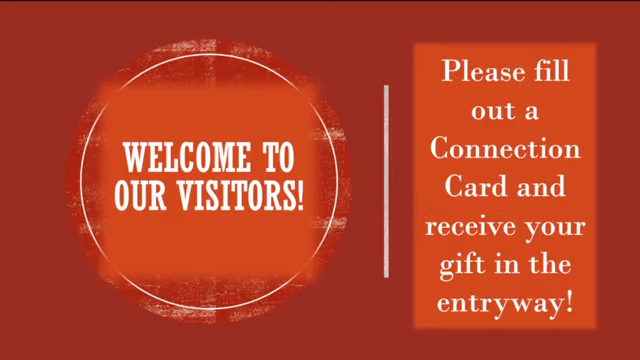 WELCOME TO
OUR VISITORS!
Please fill
out a
Connection
Card and
receive your
gift in the
entryway!